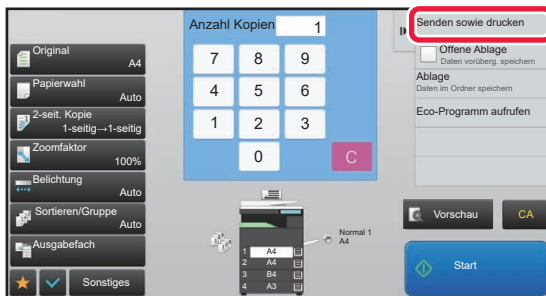 Original
A4
Papierwahl
Auto
2-seit. Kopie
1-seitig→1-seitig
Zoomfaktor
100%
Belichtung
Auto
Sortieren/Gruppe
Auto
Ausgabefach
Sonstiges
Anzahl Kopien 1
7 8 9
4 5 6
1 2 3
0 C
Normal 1
A4
1 A4
2 A4
3 B4
4 A3
Senden sowie drucken
Offene Ablage
Daten vorüberg. speichern
Ablage
Daten im Ordner speichern
Eco-Programm aufrufen
Vorschau CA
Start